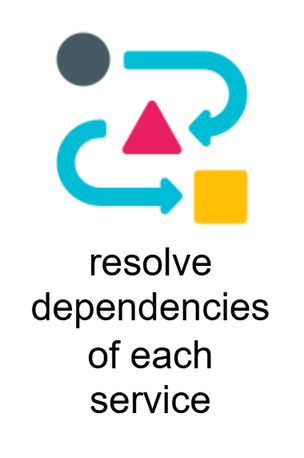 resolve
dependencies
of each
service